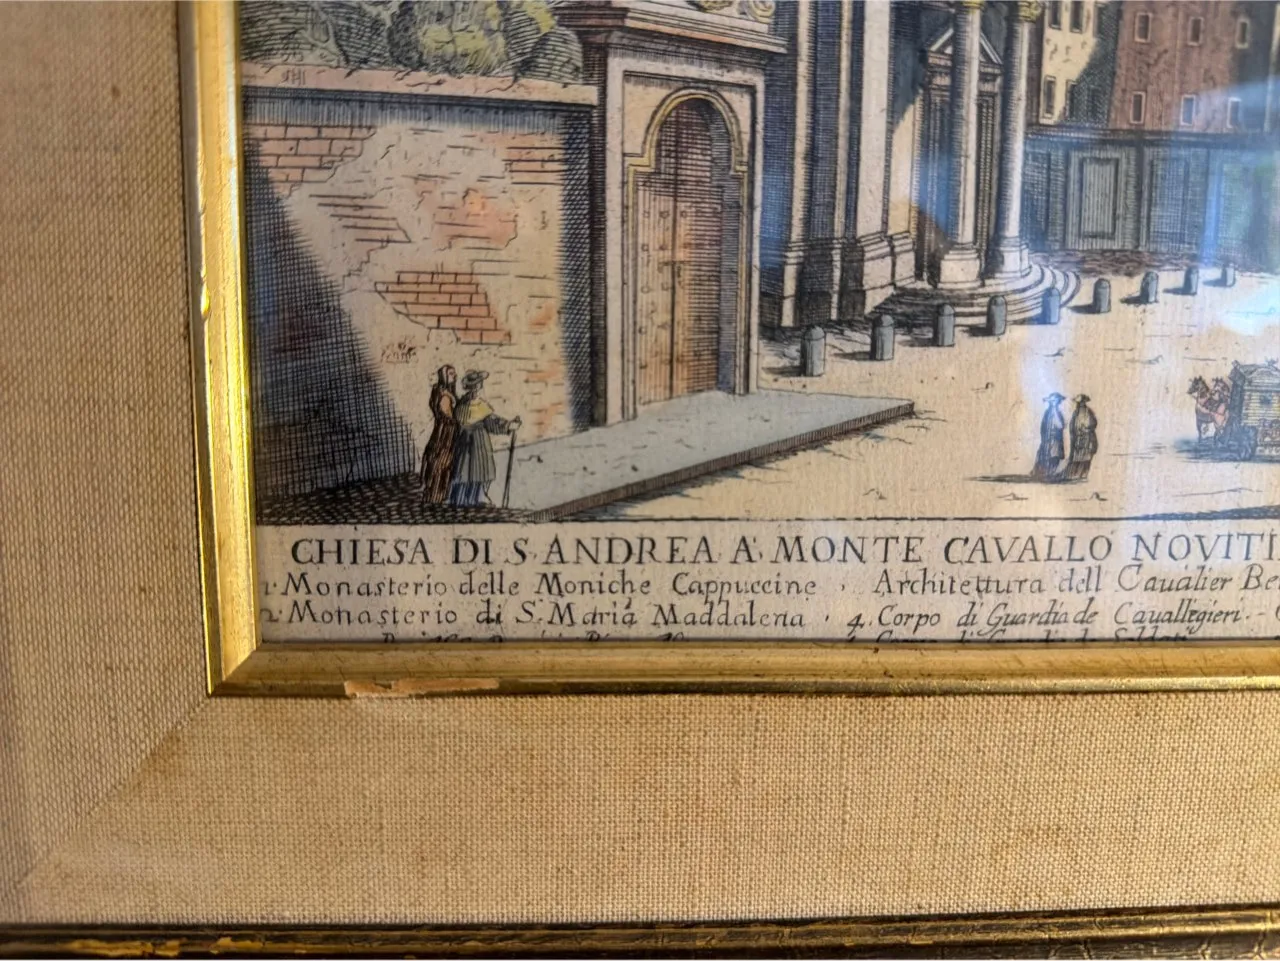 CHIESA DI S. ANDREA A MONTE CAVALLO NOVITI
1. Monasterio delle Moniche Cappuccine . Architettura dell Caualier Be
2. Monasterio di S. Maria Maddalena . 4. Corpo di Guardia de Cauallegieri.